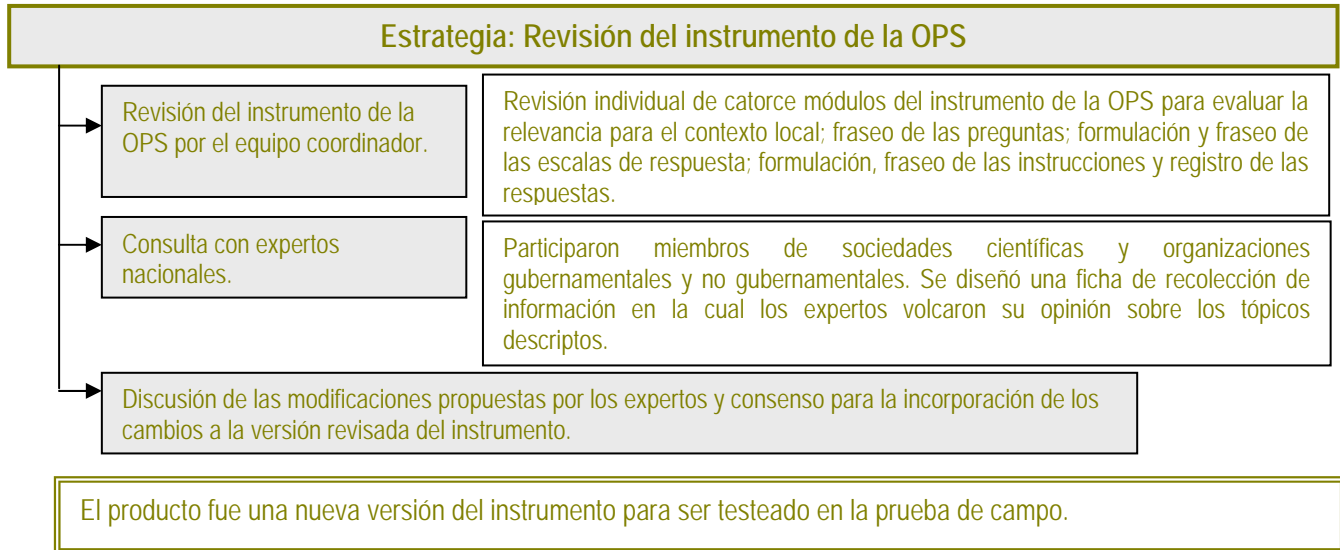 Estrategia: Revisión del instrumento de la OPS
Revisión del instrumento de la
OPS por el equipo coordinador.
Revisión individual de catorce módulos del instrumento de la OPS para evaluar la
relevancia para el contexto local; fraseo de las preguntas; formulación y fraseo de
las escalas de respuesta; formulación, fraseo de las instrucciones y registro de las
respuestas.
Consulta con expertos
nacionales.
Participaron miembros de sociedades científicas y organizaciones
gubernamentales y no gubernamentales. Se diseñó una ficha de recolección de
información en la cual los expertos volcaron su opinión sobre los tópicos
descriptos.
Discusión de las modificaciones propuestas por los expertos y consenso para la incorporación de los
cambios a la versión revisada del instrumento.
El producto fue una nueva versión del instrumento para ser testeado en la prueba de campo.